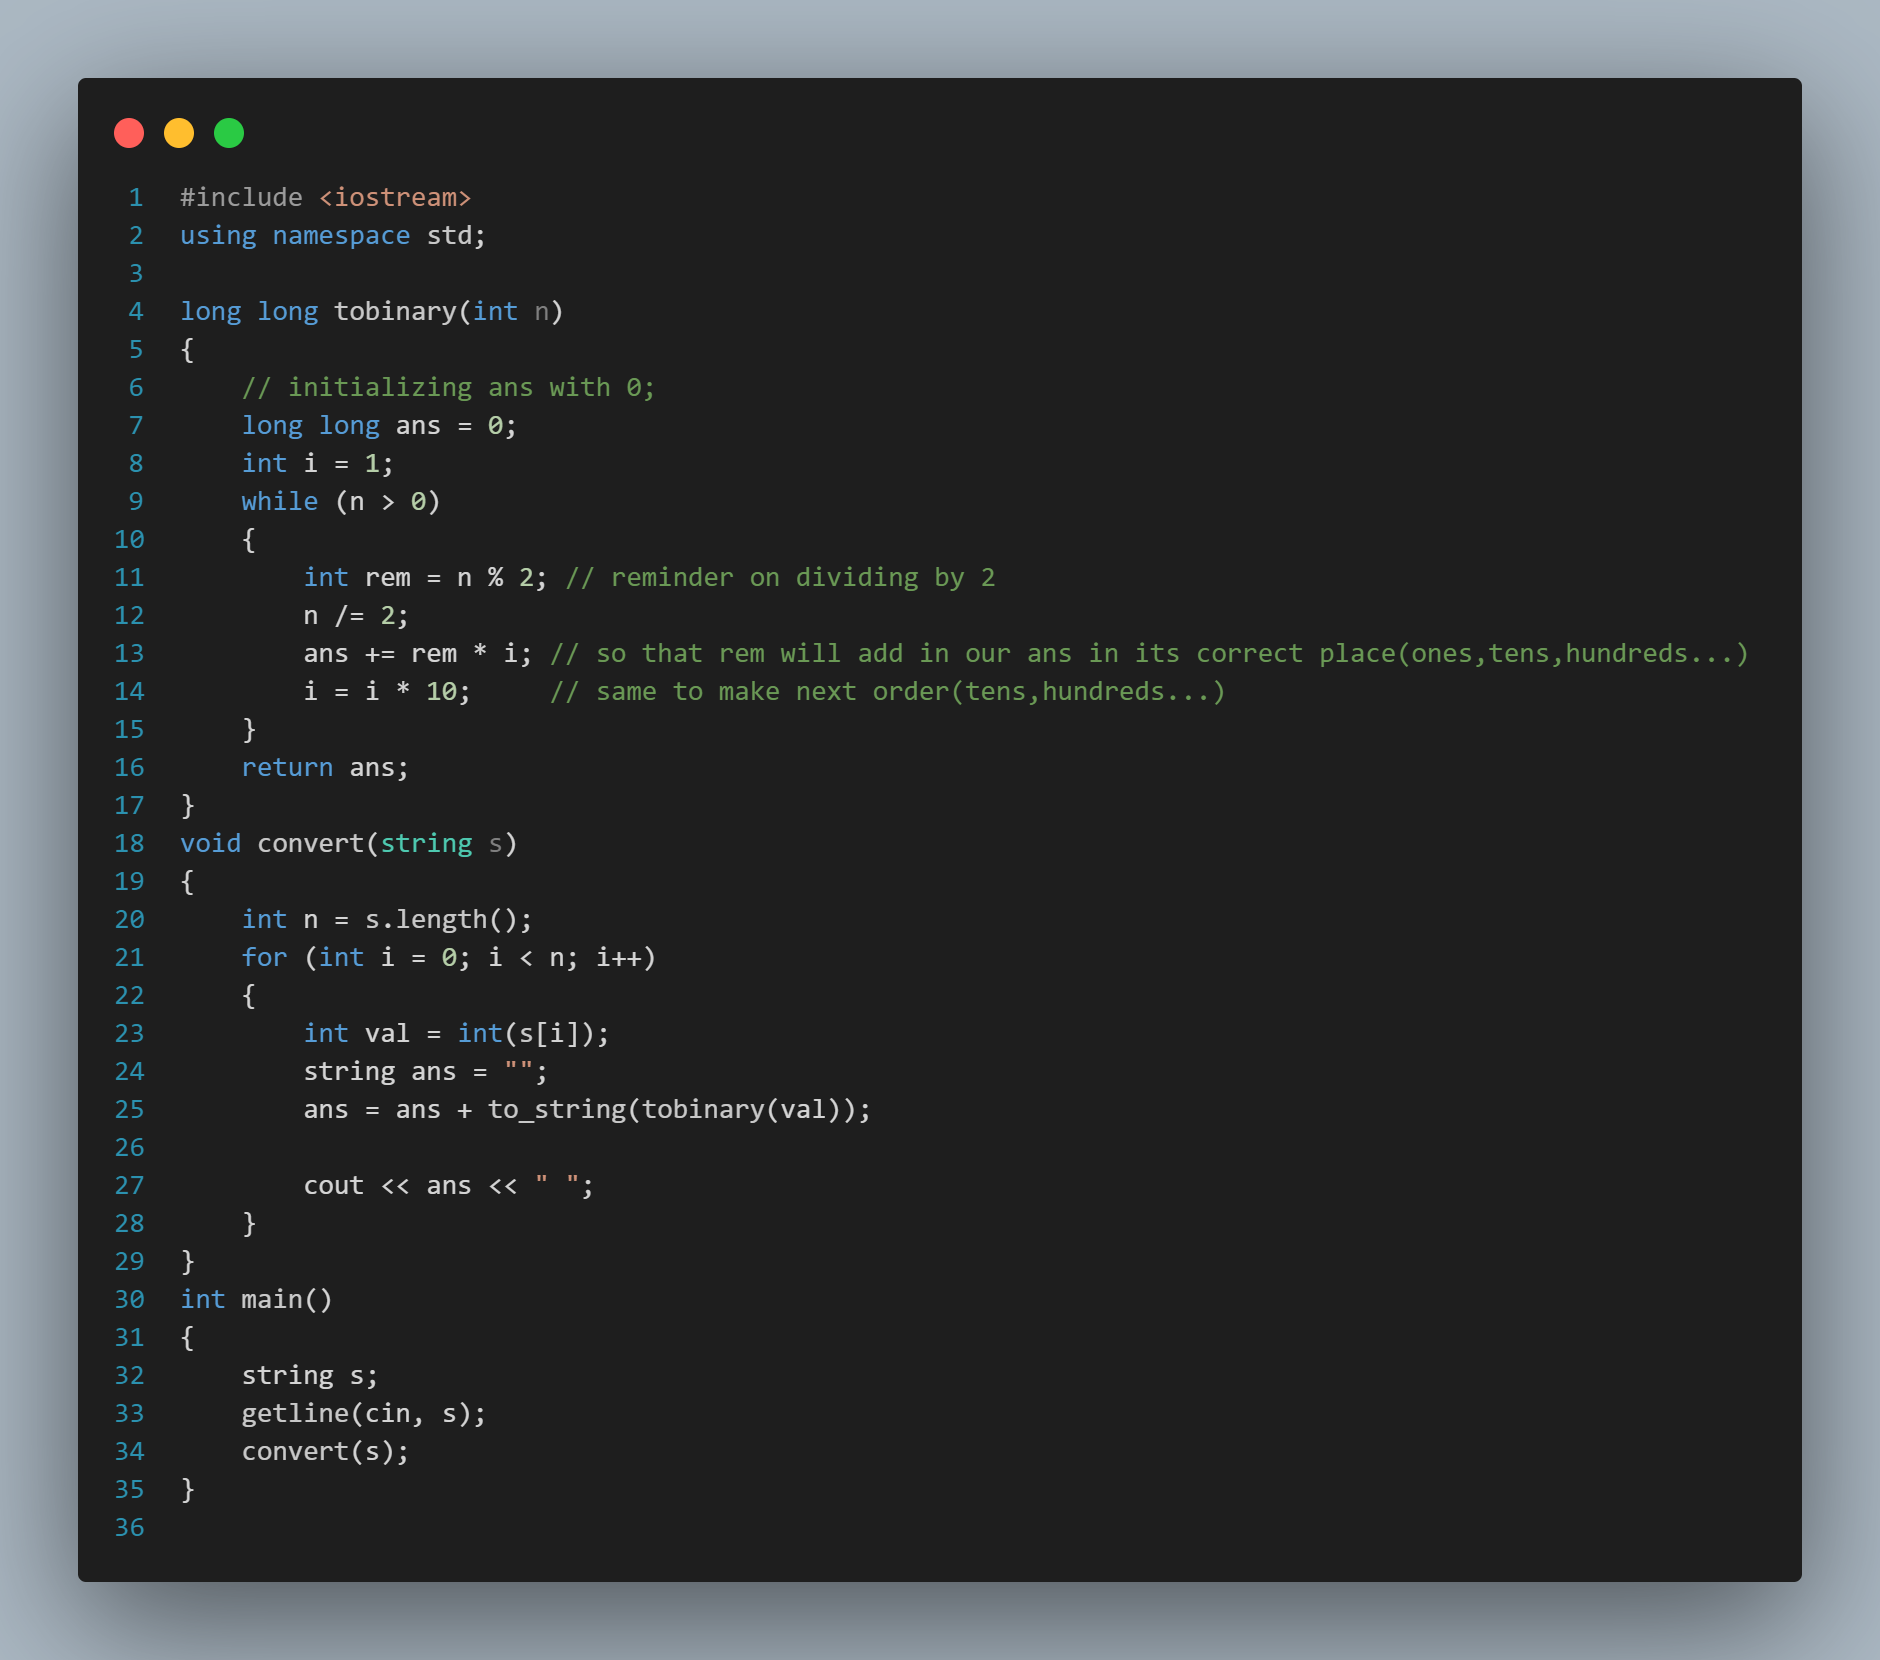 1 #include <iostream>
2 using namespace std;
3
4 long long tobinary(int n)
5 {
6     // initializing ans with 0;
7     long long ans = 0;
8     int i = 1;
9     while (n > 0)
10     {
11         int rem = n % 2; // reminder on dividing by 2
12         n /= 2;
13         ans += rem * i; // so that rem will add in our ans in its correct place(ones,tens,hundreds...)
14         i = i * 10;     // same to make next order(tens,hundreds...)
15     }
16     return ans;
17 }
18 void convert(string s)
19 {
20     int n = s.length();
21     for (int i = 0; i < n; i++)
22     {
23         int val = int(s[i]);
24         string ans = "";
25         ans = ans + to_string(tobinary(val));
26
27         cout << ans << " ";
28     }
29 }
30 int main()
31 {
32     string s;
33     getline(cin, s);
34     convert(s);
35 }
36